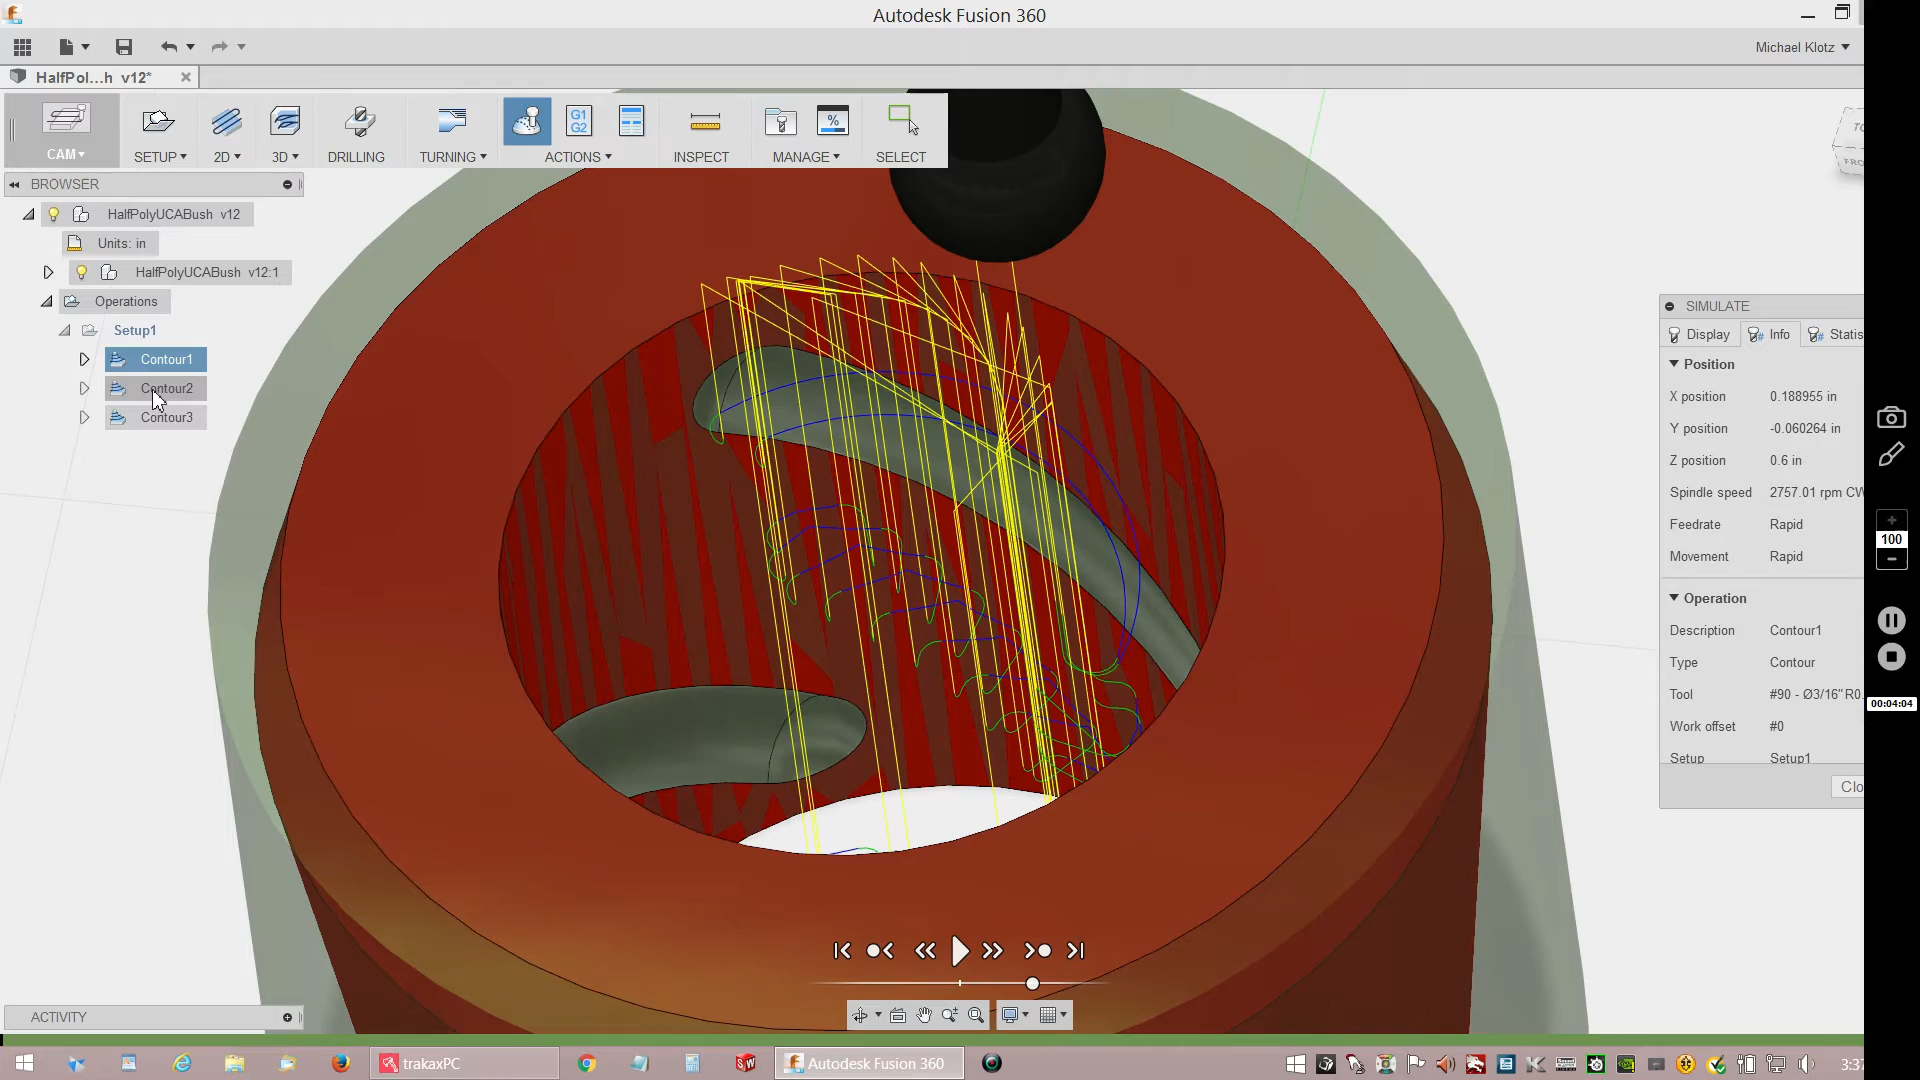 Autodesk Fusion 360
Michael Klotz
HalfPol...h v12*
G1
G2
%
CAM
SETUP
2D
3D
DRILLING
TURNING
ACTIONS
INSPECT
MANAGE
SELECT
BROWSER
HalfPolyUCABush v12
Units: in
HalfPolyUCABush v12:1
Operations
Setup1
Contour1
Contour2
Contour3
SIMULATE
Display
Info
Statis
Position
X position 0.188955 in
Y position -0.060264 in
Z position 0.6 in
Spindle speed 2757.01 rpm CW
Feedrate Rapid
Movement Rapid
Operation
Description Contour1
Type Contour
Tool #90 - Ø3/16" R0.
Work offset #0
Setup Setup1
Clo
100
00:04:04
ACTIVITY
trakaxPC
Autodesk Fusion 360
3:37